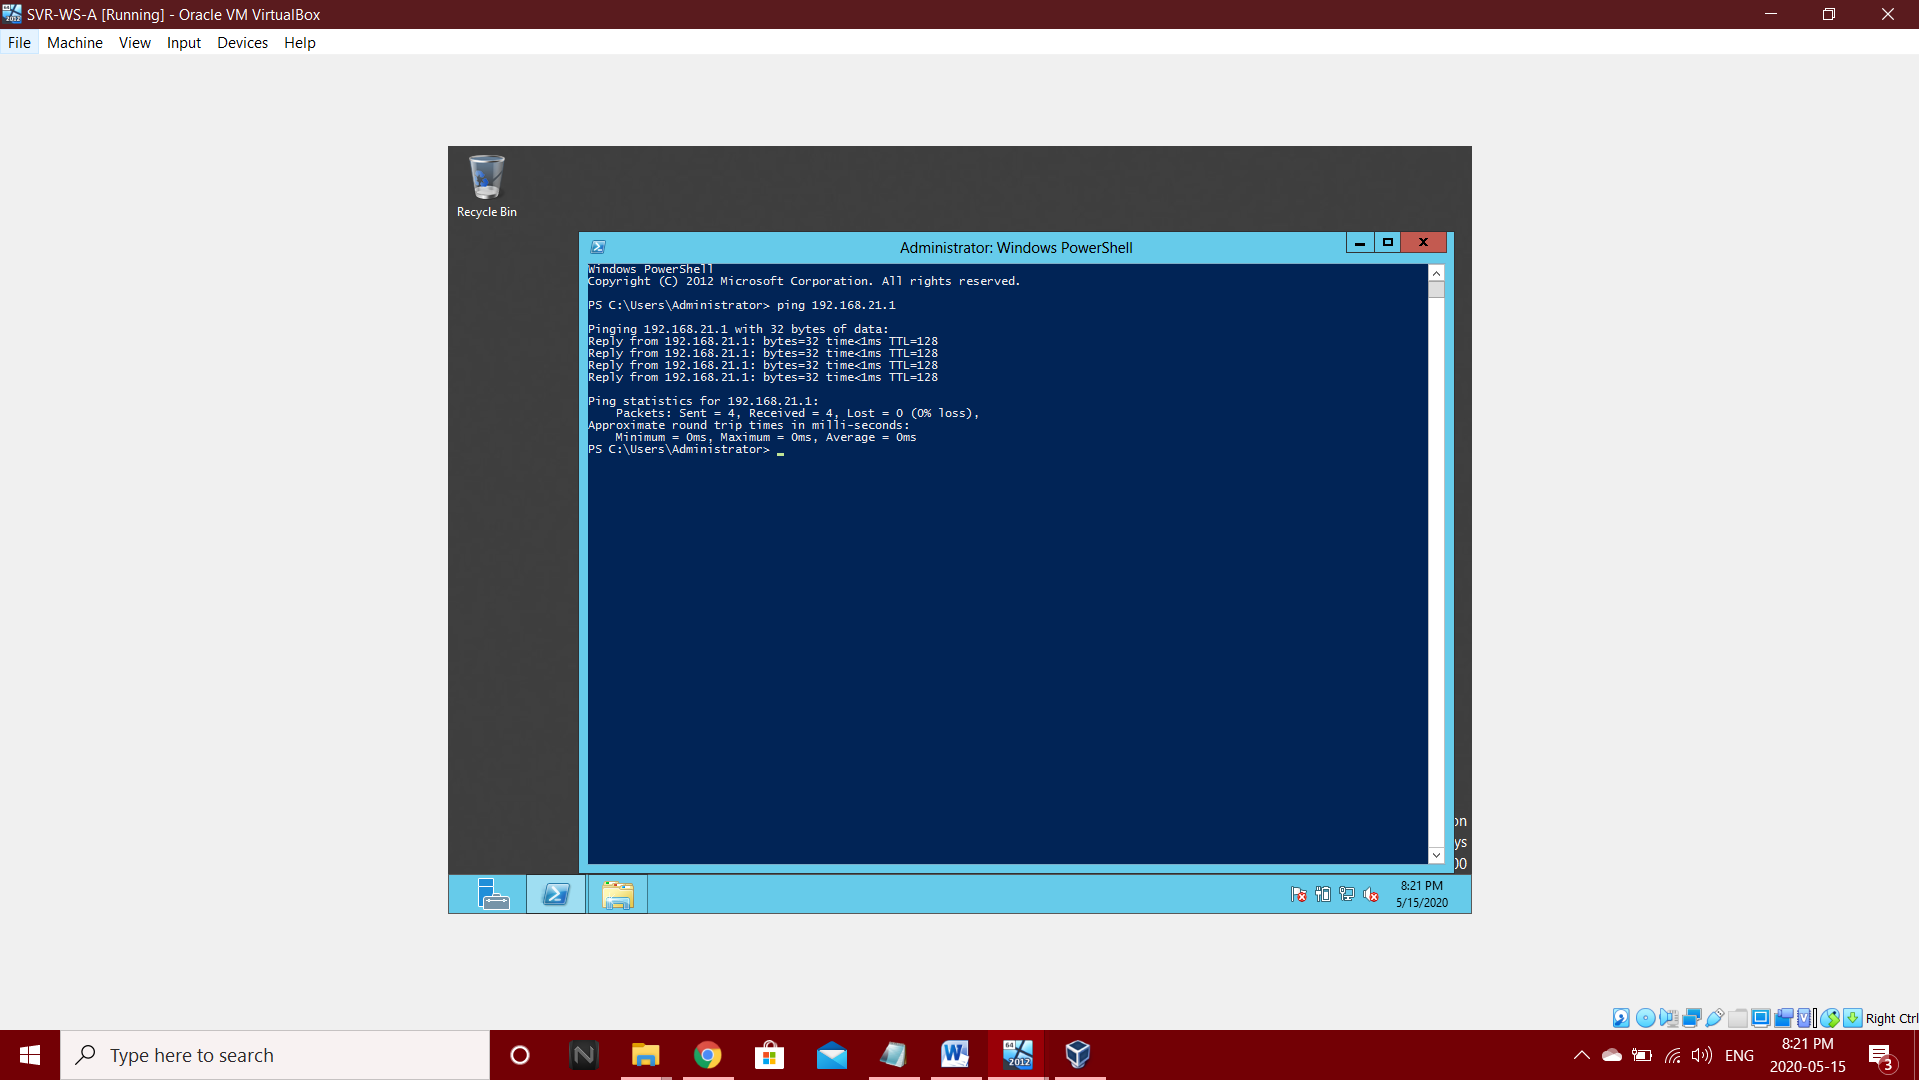 SVR-WS-A [Running] - Oracle VM VirtualBox
File Machine View Input Devices Help
Recycle Bin
Administrator: Windows PowerShell
Windows PowerShell
Copyright (C) 2012 Microsoft Corporation. All rights reserved.
PS C:\Users\Administrator> ping 192.168.21.1
Pinging 192.168.21.1 with 32 bytes of data:
Reply from 192.168.21.1: bytes=32 time<1ms TTL=128
Reply from 192.168.21.1: bytes=32 time<1ms TTL=128
Reply from 192.168.21.1: bytes=32 time<1ms TTL=128
Reply from 192.168.21.1: bytes=32 time<1ms TTL=128
Ping statistics for 192.168.21.1:
Packets: Sent = 4, Received = 4, Lost = 0 (0% loss),
Approximate round trip times in milli-seconds:
Minimum = 0ms, Maximum = 0ms, Average = 0ms
PS C:\Users\Administrator>
8:21 PM
5/15/2020
Right Ctrl
Type here to search
ENG
8:21 PM
2020-05-15
3